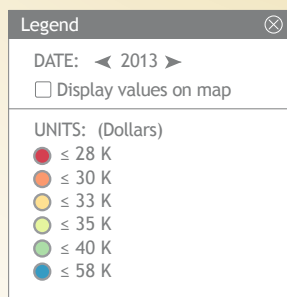 Legend
DATE: 2013
Display values on map
UNITS: (Dollars)
≤ 28 K
≤ 30 K
≤ 33 K
≤ 35 K
≤ 40 K
≤ 58 K